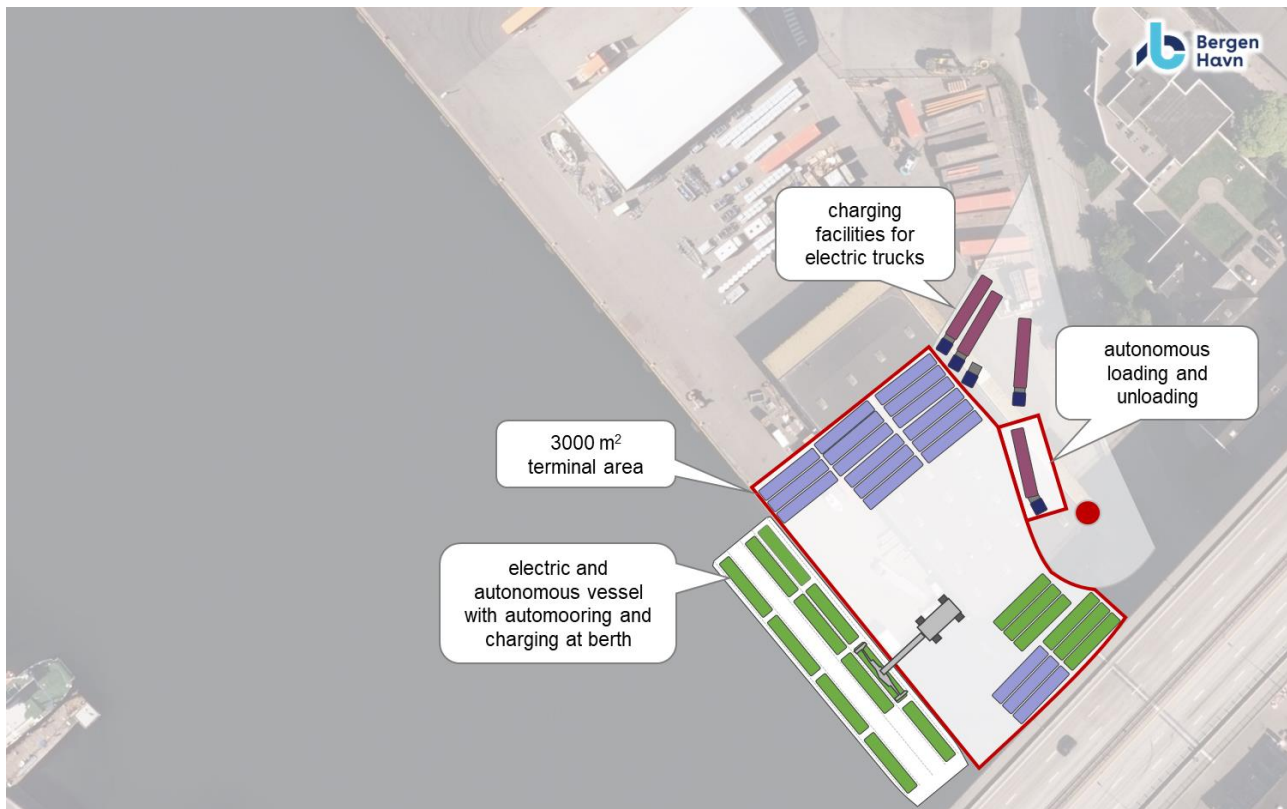 Bergen
Havn
charging
facilities for
electric trucks
autonomous
loading and
unloading
3000 m²
terminal area
electric and
autonomous vessel
with automooring and
charging at berth